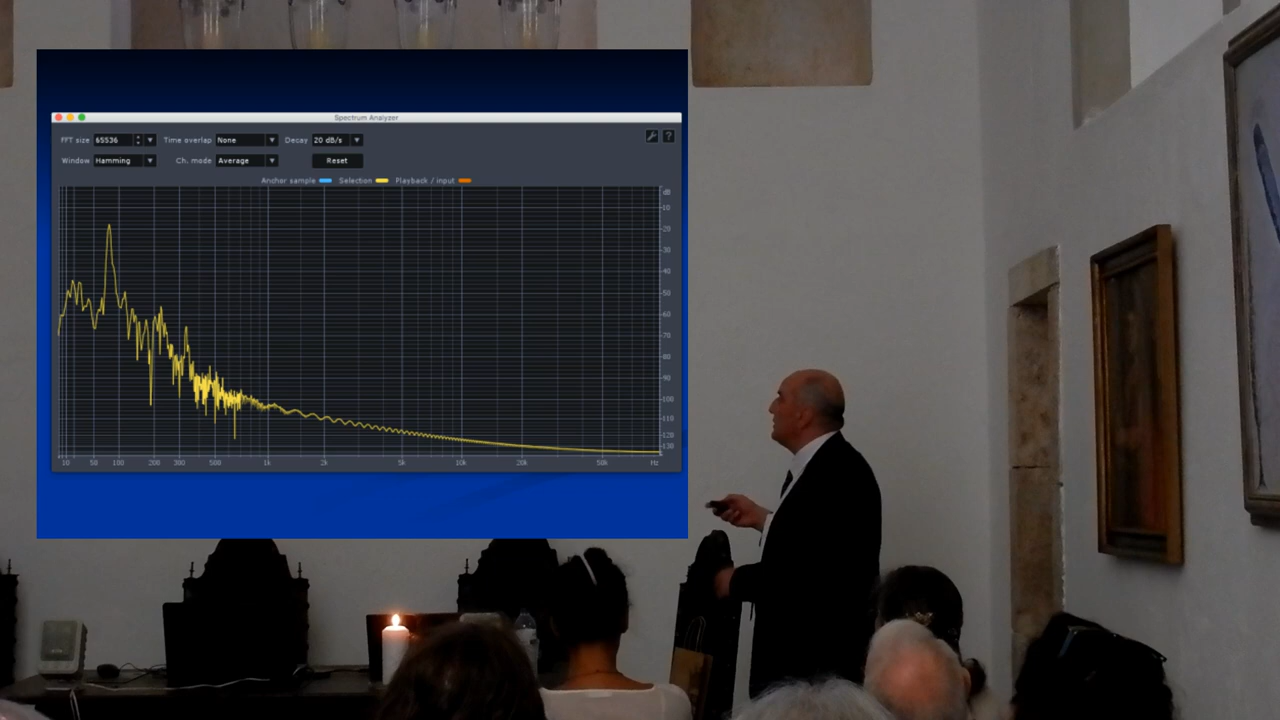 Spectrum Analyzer
FFT size 65536 Time overlap None Decay 20 dB/s ?
Window Hamming Ch. mode Average Reset
Anchor sample Selection Playback / input
dB
-10
-20
-30
-40
-50
-60
-70
-80
-90
-100
-110
-120
-130
10 50 100 200 300 500 1k 2k 5k 10k 20k 50k Hz